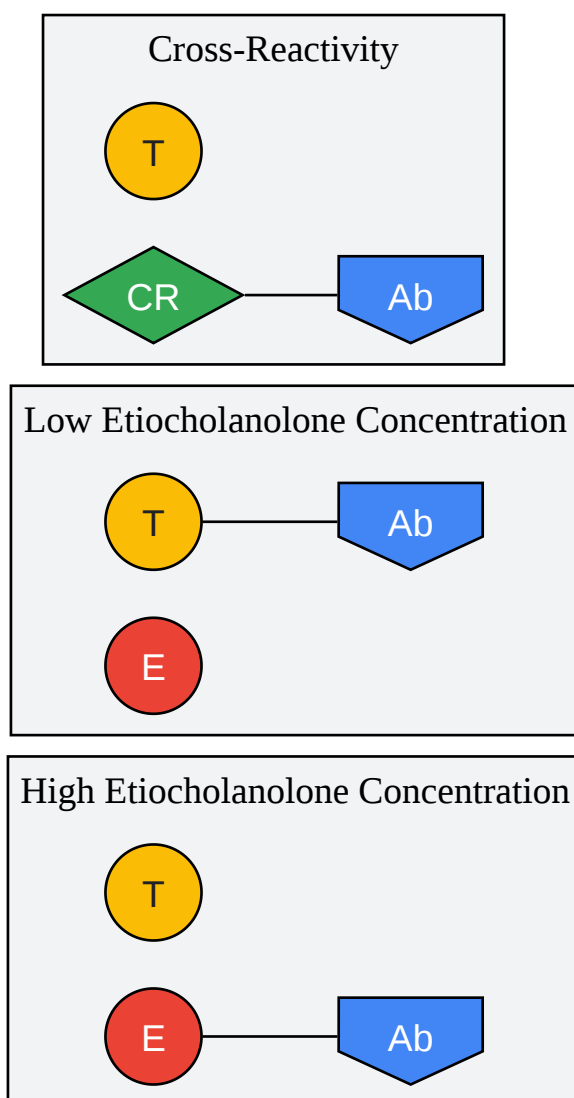 Cross-Reactivity
T
CR
Ab
Low Etiocholanolone Concentration
T
Ab
E
High Etiocholanolone Concentration
T
E
Ab